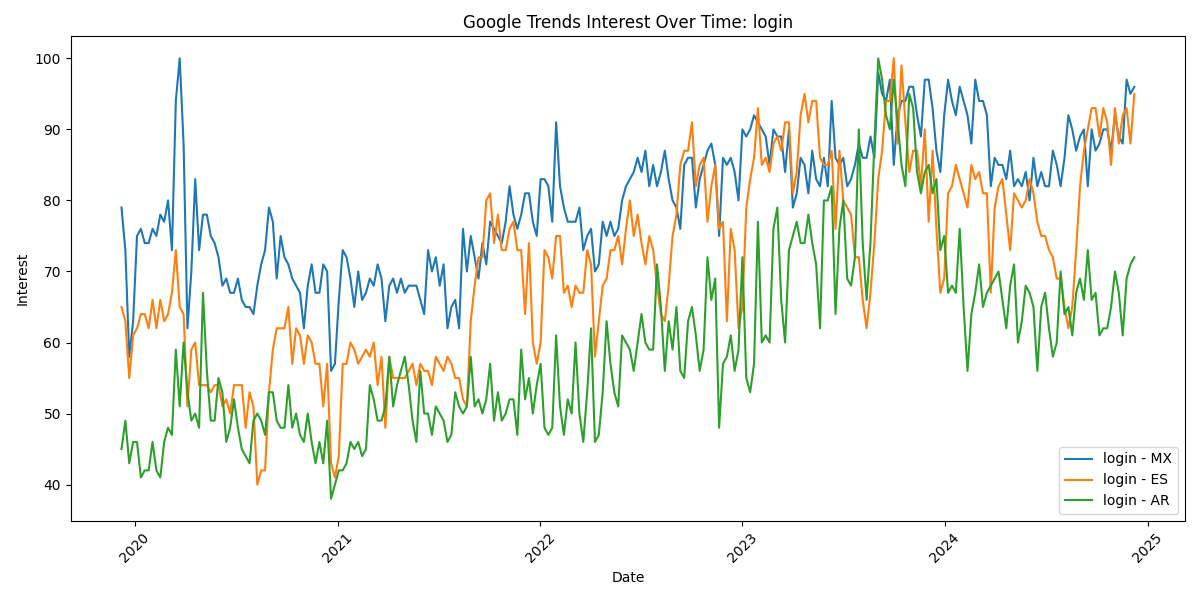 Google Trends Interest Over Time: login
Interest
100
90
80
70
60
50
40
2020
2021
2022
2023
2024
2025
Date
login - MX
login - ES
login - AR